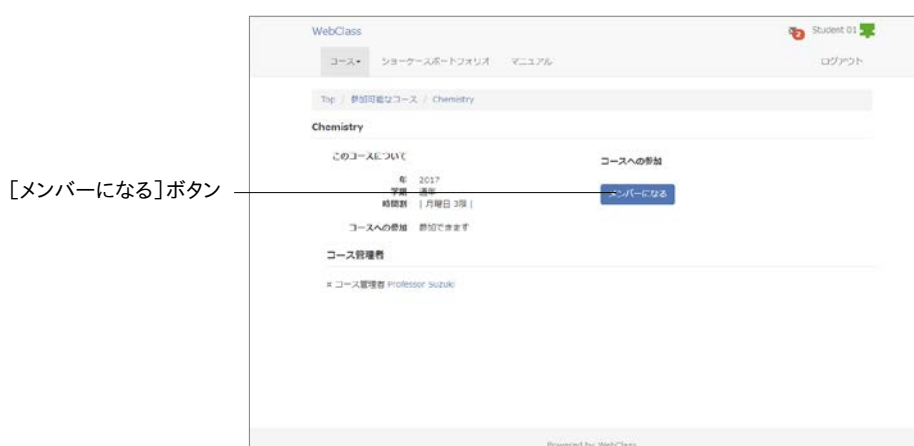 WebClass
2 Student 01
コース ショーケースポートフォリオ マニュアル ログアウト
Top / 参加可能なコース / Chemistry
Chemistry
このコースについて
コースへの参加
年 2017
[メンバーになる]ボタン
メンバーになる
学期 通年
時間割 | 月曜日 3限 |
コースへの参加 参加できます
コース管理者
¤ コース管理者 Professor Suzuki
Powered by WebClass